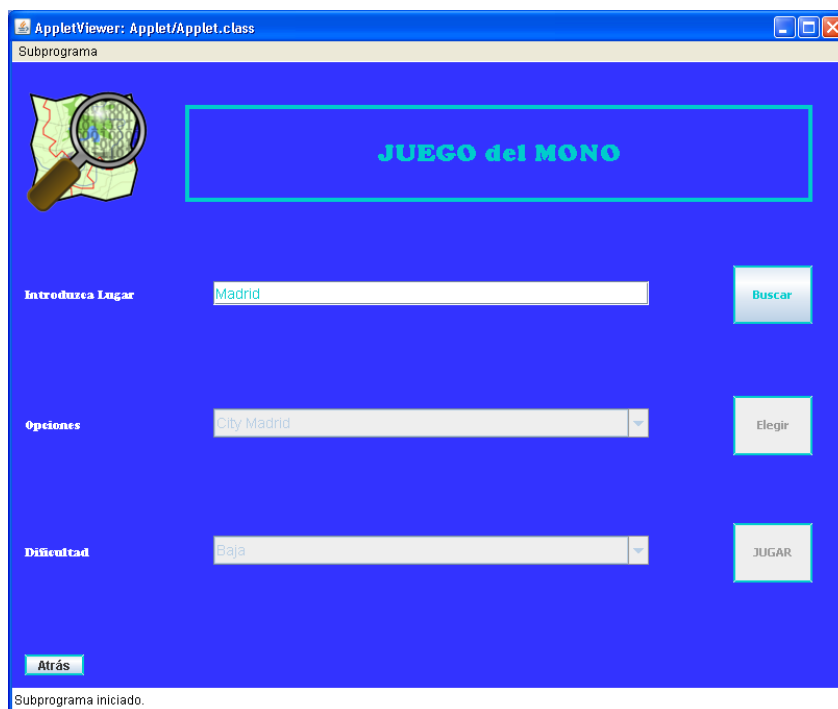 AppletViewer: Applet/Applet.class
Subprograma
JUEGO del MONO
Introduzca Lugar
Madrid
Buscar
Opciones
City Madrid
Elegir
Dificultad
Baja
JUGAR
Atrás
Subprograma iniciado.